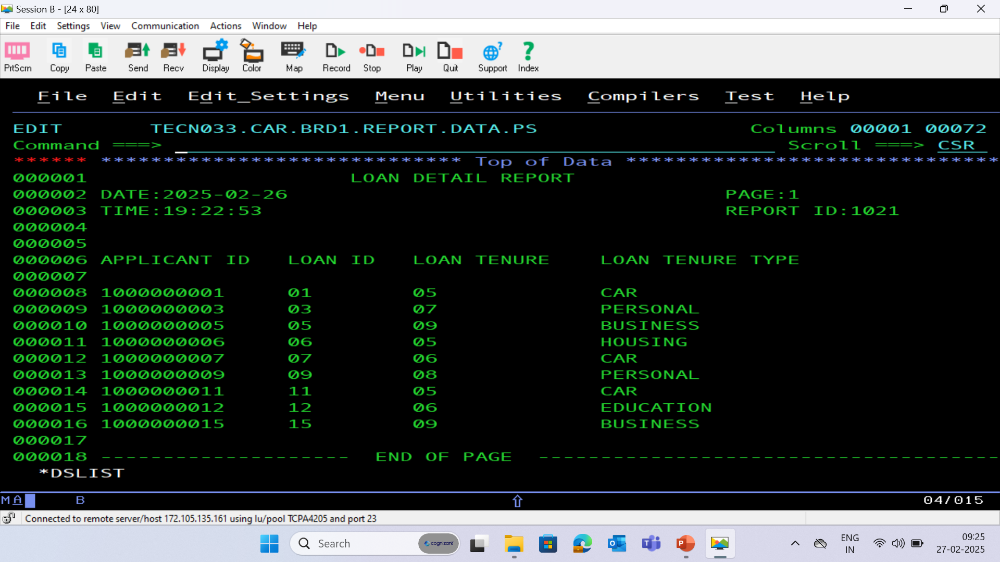 Session B - [24 x 80]
File Edit Settings View Communication Actions Window Help
PrtScrn Copy Paste Send Recv Display Color Map Record Stop Play Quit Support Index
File Edit Edit_Settings Menu Utilities Compilers Test Help
EDIT TECN033.CAR.BRD1.REPORT.DATA.PS Columns 00001 00072
Command ===> Scroll ===> CSR
****** ***************************** Top of Data ******************************
000001 LOAN DETAIL REPORT
000002 DATE:2025-02-26 PAGE:1
000003 TIME:19:22:53 REPORT ID:1021
000004
000005
000006 APPLICANT ID LOAN ID LOAN TENURE LOAN TENURE TYPE
000007
000008 1000000001 01 05 CAR
000009 1000000003 03 07 PERSONAL
000010 1000000005 05 09 BUSINESS
000011 1000000006 06 05 HOUSING
000012 1000000007 07 06 CAR
000013 1000000009 09 08 PERSONAL
000014 1000000011 11 05 CAR
000015 1000000012 12 06 EDUCATION
000016 1000000015 15 09 BUSINESS
000017
000018 -------------------- END OF PAGE -------------------------------------
*DSLIST
MA B 04/015
Connected to remote server/host 172.105.135.161 using lu/pool TCPA4205 and port 23
Search cognizant ENG 09:25
IN 27-02-2025